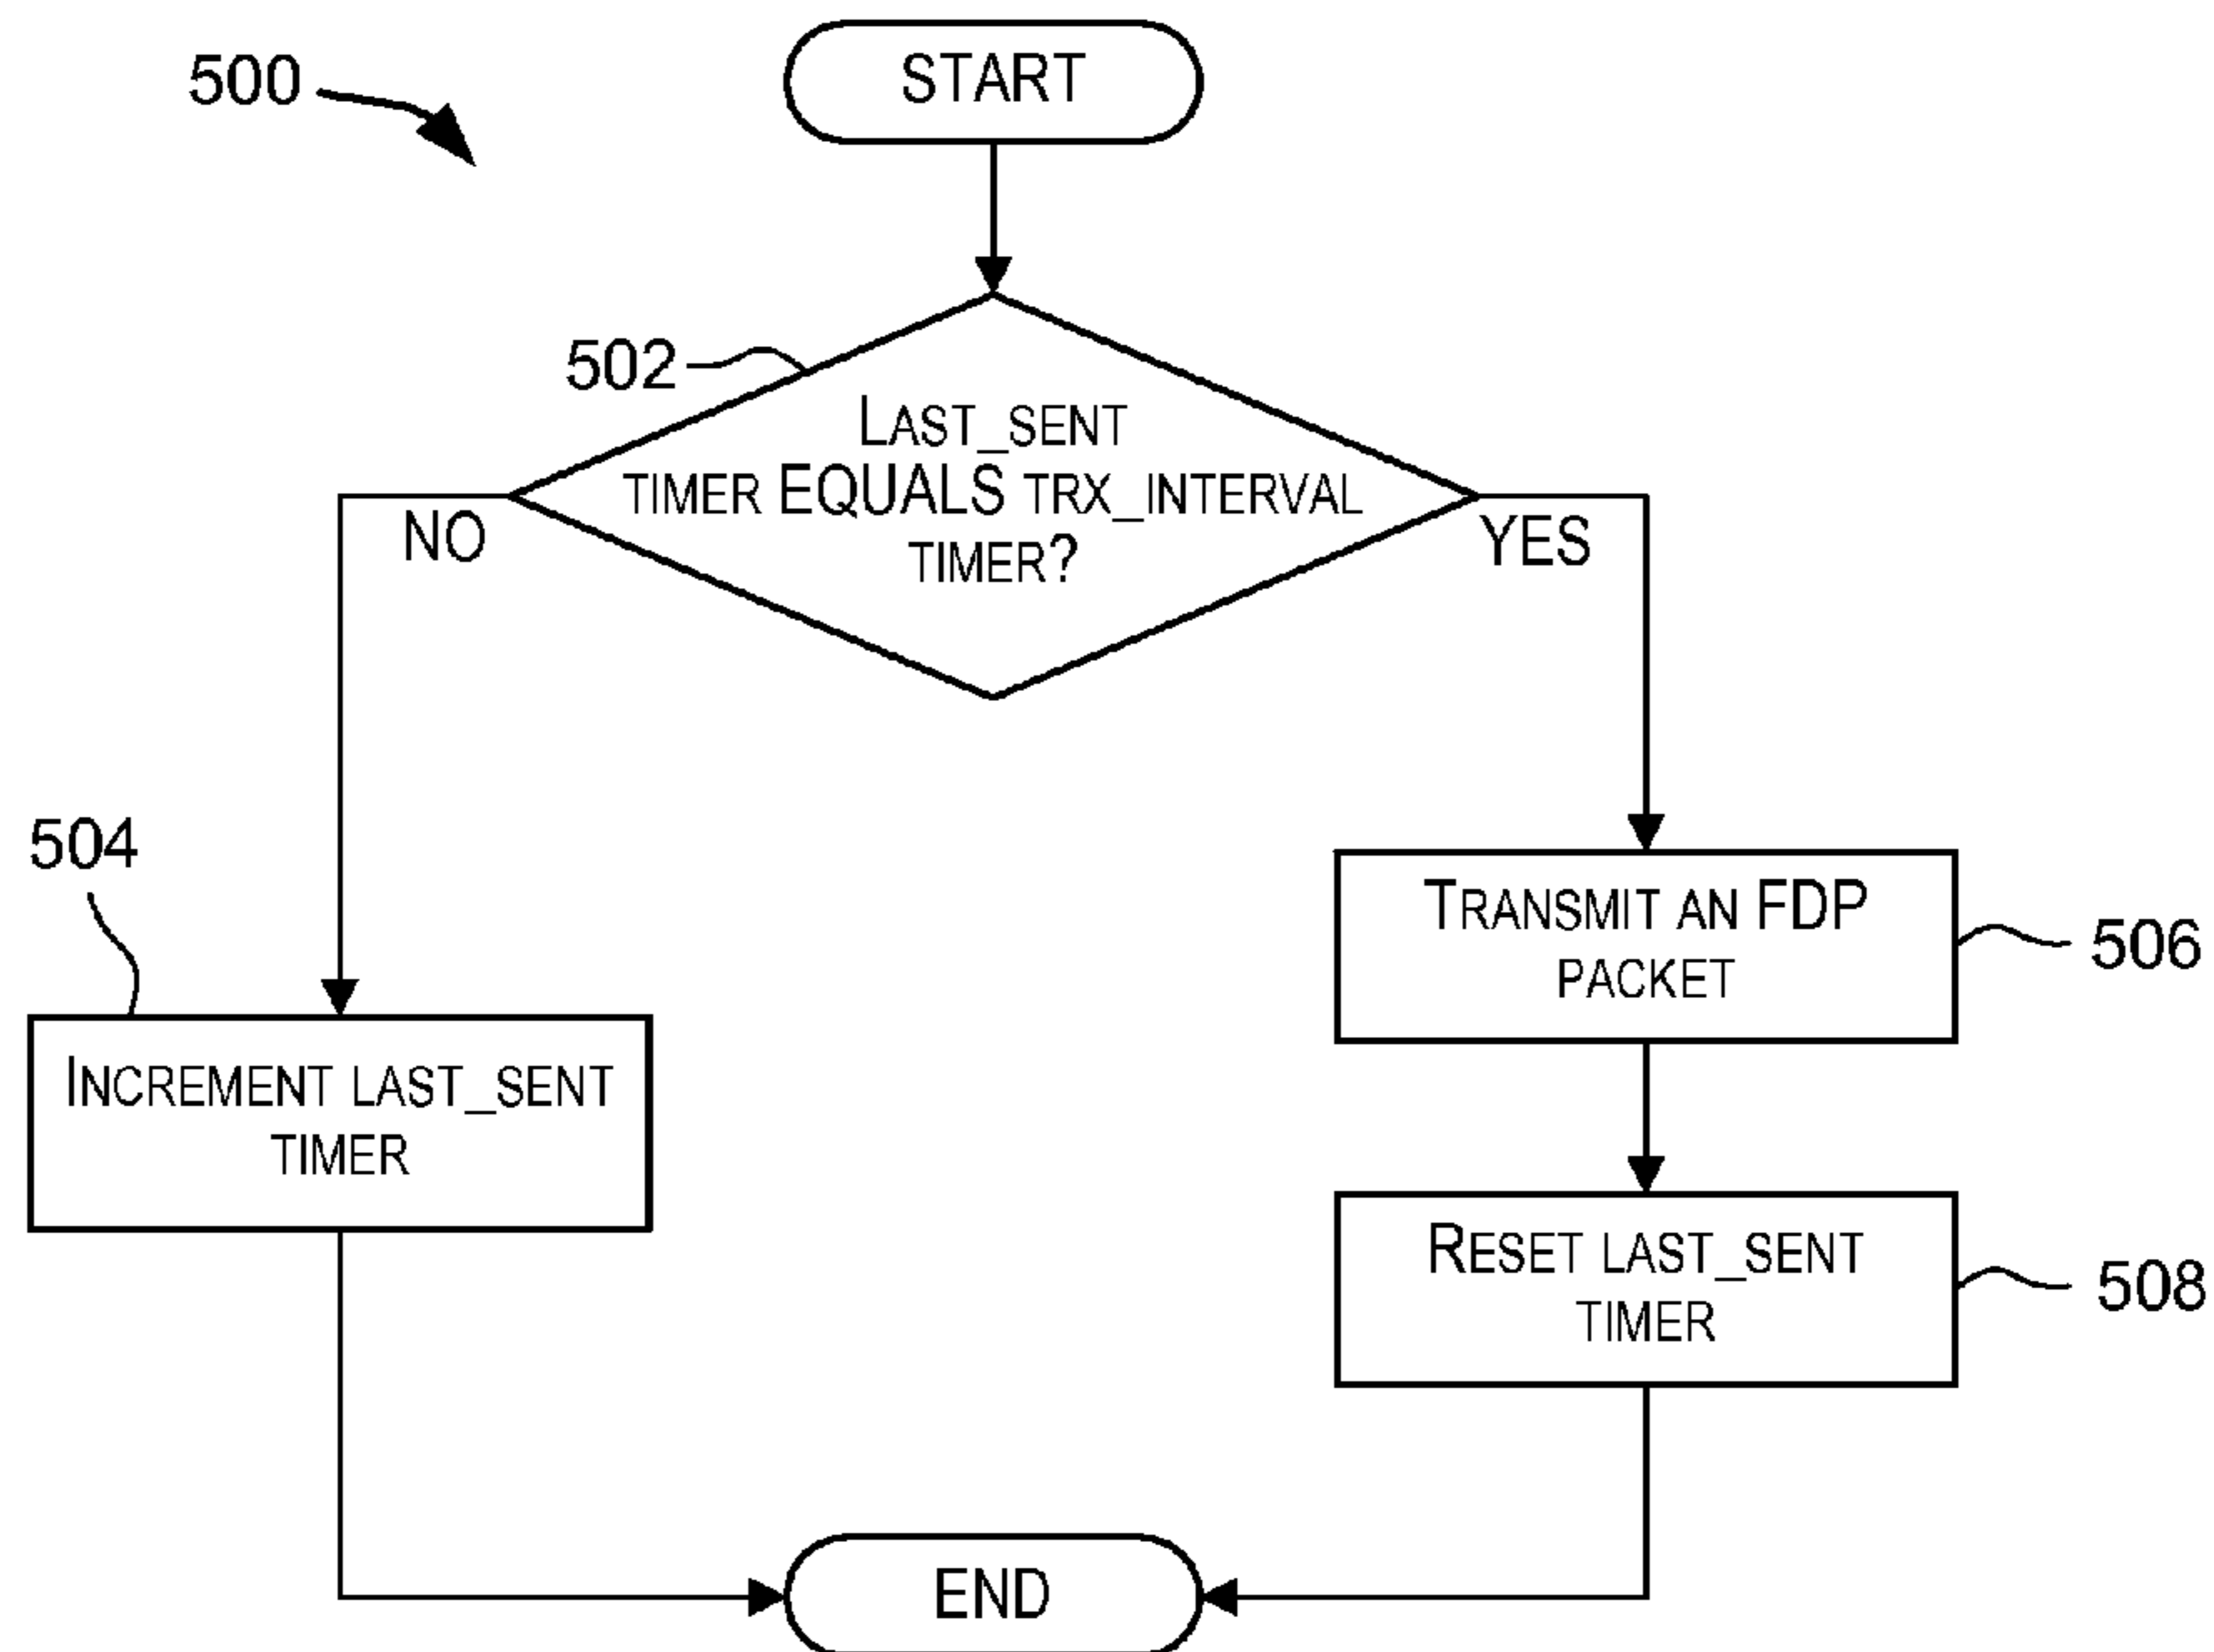 500
START
502
LAST_SENT
TIMER EQUALS TRX_INTERVAL
TIMER?
NO
YES
504
INCREMENT LAST_SENT
TIMER
TRANSMIT AN FDP
PACKET
506
RESET LAST_SENT
TIMER
508
END